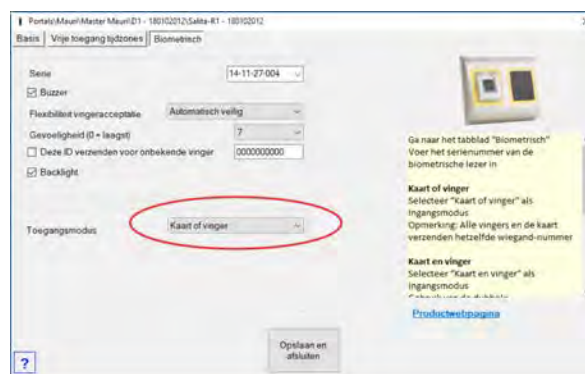 Portals\Mauri\Master Mauri\D1 - 180102012\Salita-R1 - 180102012
Basis
Vrije toegang tijdzones
Biometrisch
Serie
14-11-27-004
Buzzer
Flexibiliteit vingeracceptatie
Automatisch veilig
Gevoeligheid (0 = laagst)
7
Deze ID verzenden voor onbekende vinger
0000000000
Backlight
Toegangsmodus
Kaart of vinger
Opslaan en
afsluiten
?
Ga naar het tabblad "Biometrisch"
Voer het serienummer van de
biometrische lezer in
Kaart of vinger
Selecteer "Kaart of vinger" als
Ingangsmodus
Opmerking: Alle vingers en de kaart
verzenden hetzelfde wiegand-nummer
Kaart en vinger
Selecteer "Kaart en vinger" als
Ingangsmodus
Productwebpagina